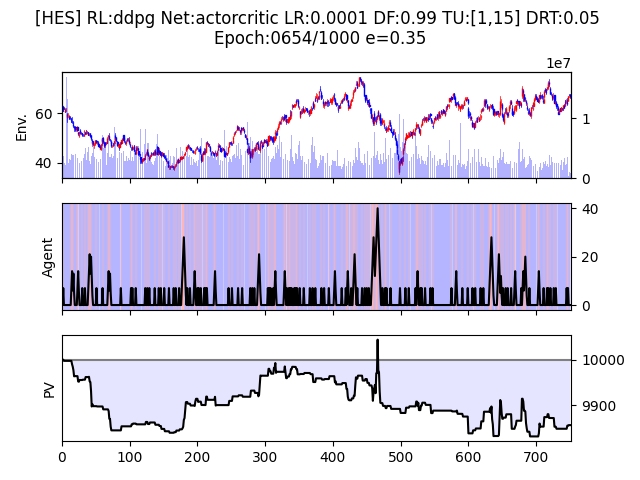 [HES] RL:ddpg Net:actorcritic LR:0.0001 DF:0.99 TU:[1,15] DRT:0.05
Epoch:0654/1000 e=0.35
1e7
Env.
60
40
1
0
Agent
40
20
0
PV
10000
9900
0 100 200 300 400 500 600 700